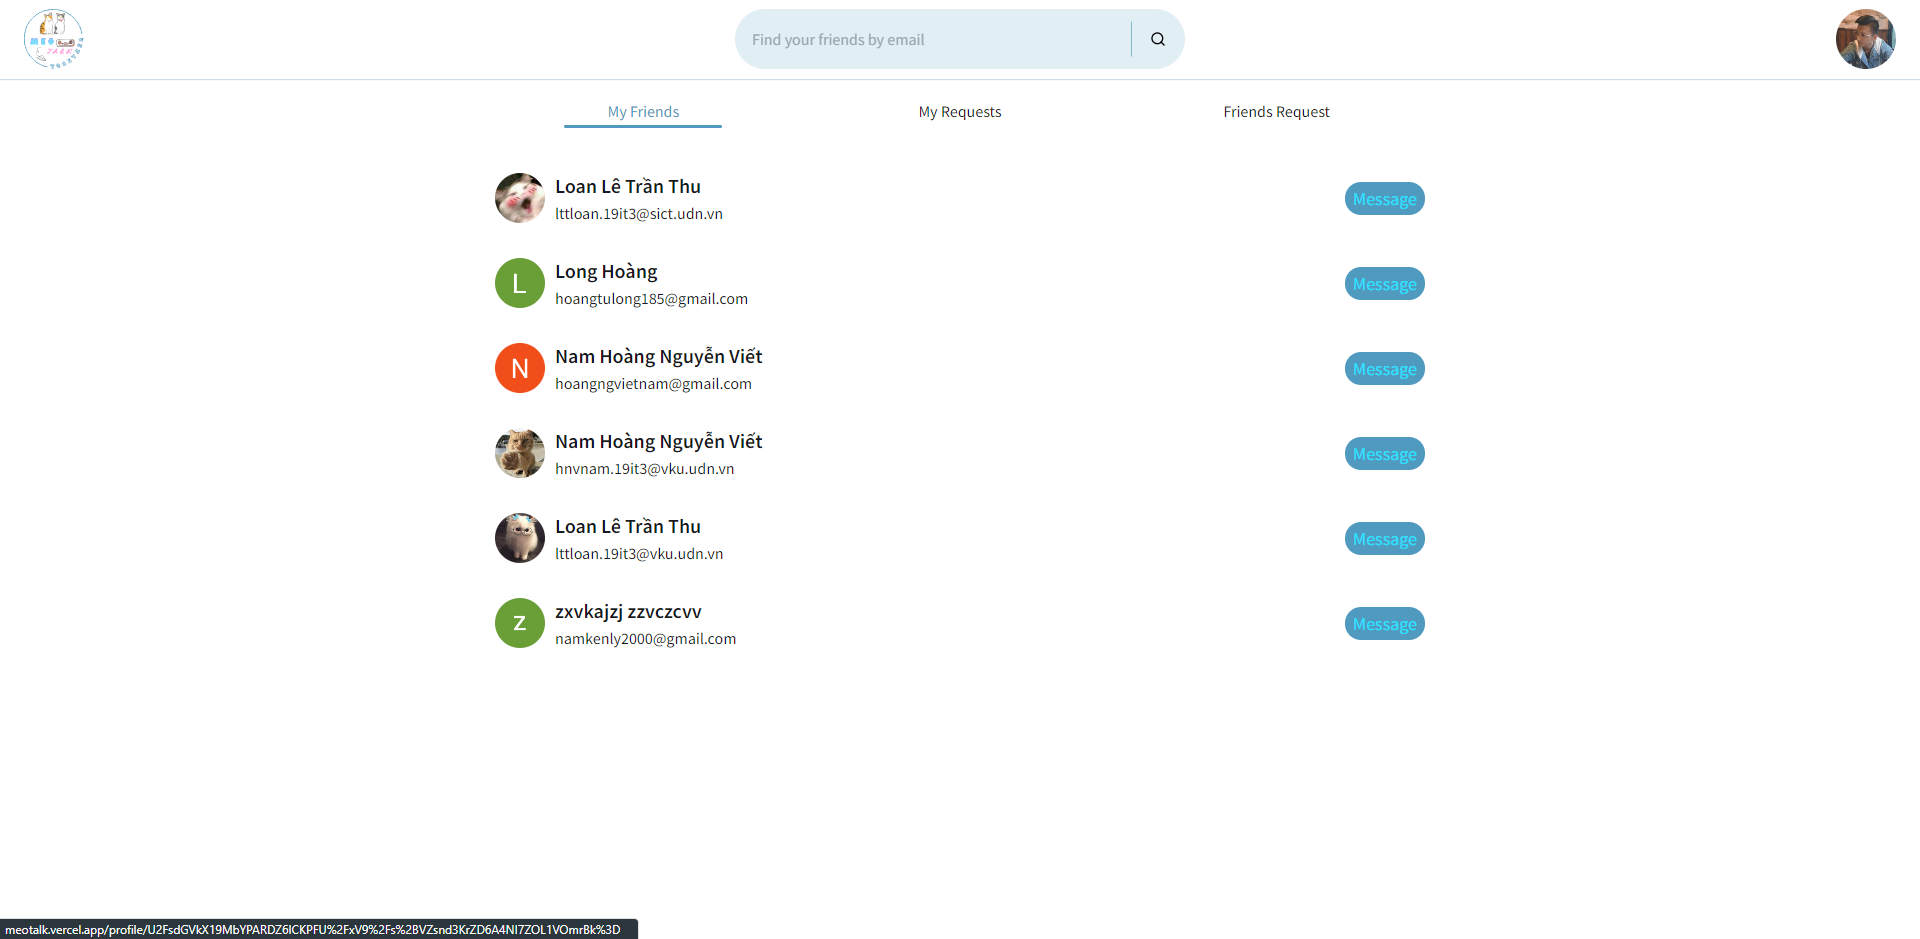 MEO
TALK
TOGETHER
Find your friends by email
My Friends
My Requests
Friends Request
Loan Lê Trần Thu
lttloan.19it3@sict.udn.vn
Message
L
Long Hoàng
hoangtulong185@gmail.com
Message
N
Nam Hoàng Nguyễn Viết
hoangngvietnam@gmail.com
Message
Nam Hoàng Nguyễn Viết
hnvnam.19it3@vku.udn.vn
Message
Loan Lê Trần Thu
lttloan.19it3@vku.udn.vn
Message
z
zxvkajzj zzvczcvv
namkenly2000@gmail.com
Message
meotalk.vercel.app/profile/U2FsdGVkX19MbYPARDZ6ICKPFU%2FxV9%2Fs%2BVZsnd3KrZD6A4NI7ZOL1VOmrBk%3D